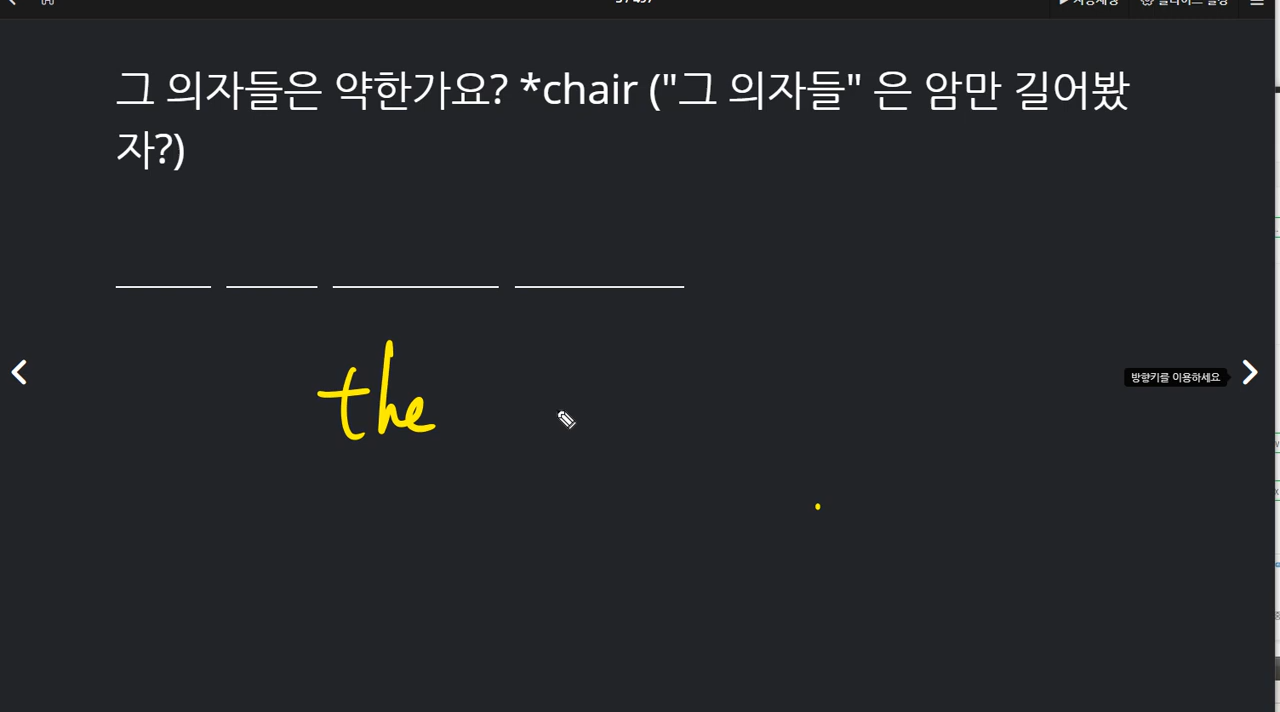 그 의자들은 약한가요? *chair ("그 의자들" 은 암만 길어봤
자?)
방향키를 이용하세요
the